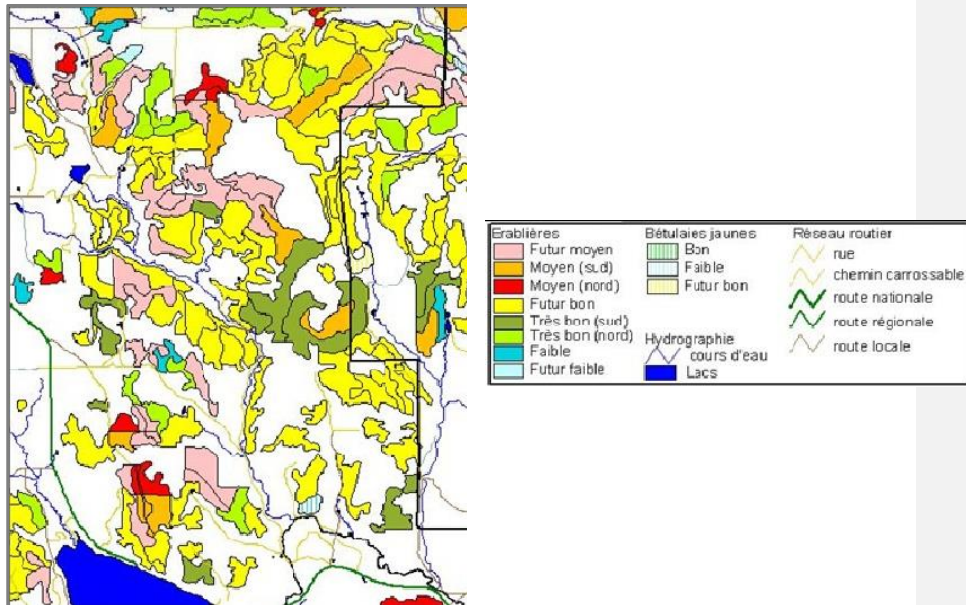 Erablières
Futur moyen
Moyen (sud)
Moyen (nord)
Futur bon
Très bon (sud)
Très bon (nord)
Faible
Futur faible
Bétulaies jaunes
Bon
Faible
Futur bon
Hydrographie
cours d'eau
Lacs
Réseau routier
rue
chemin carrossable
route nationale
route régionale
route locale